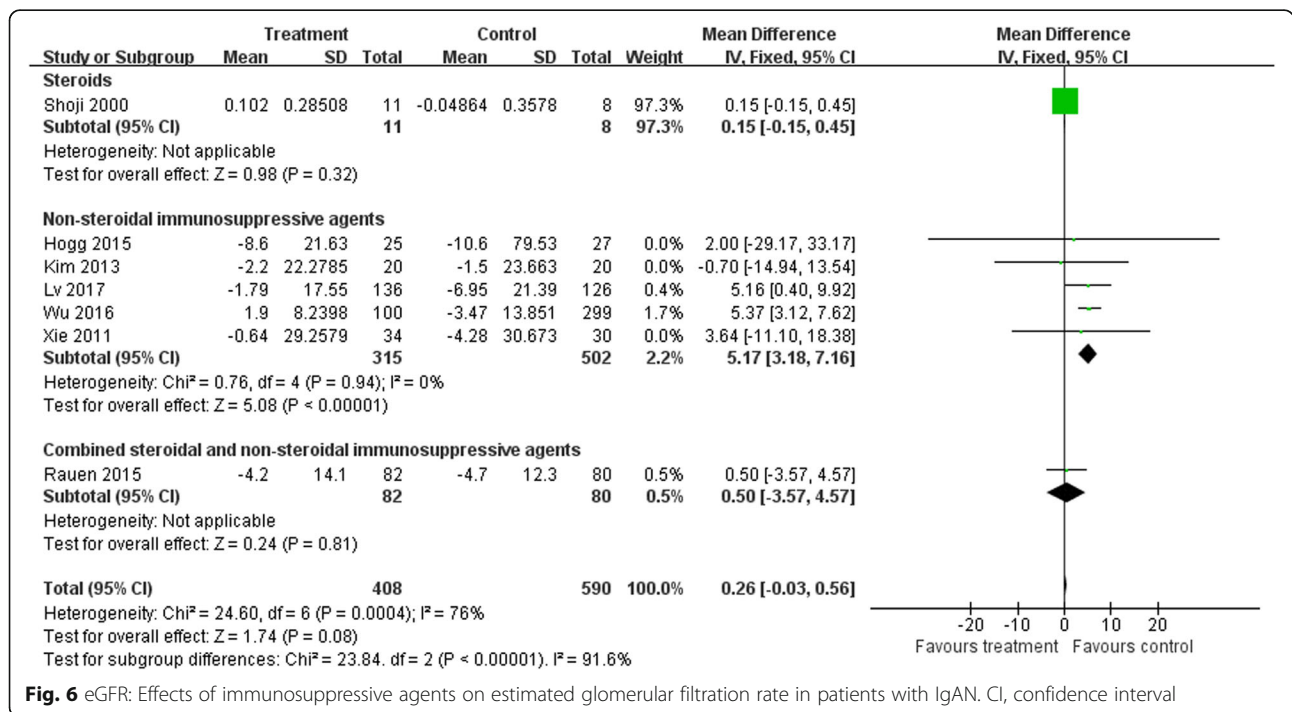 Treatment Control Mean Difference Mean Difference
Study or Subgroup Mean SD Total Mean SD Total Weight IV, Fixed, 95% CI IV, Fixed, 95% CI
Steroids
Shoji 2000 0.102 0.28508 11 -0.04864 0.3578 8 97.3% 0.15 [-0.15, 0.45]
Subtotal (95% CI) 11 8 97.3% 0.15 [-0.15, 0.45]
Heterogeneity: Not applicable
Test for overall effect: Z = 0.98 (P = 0.32)
Non-steroidal immunosuppressive agents
Hogg 2015 -8.6 21.63 25 -10.6 79.53 27 0.0% 2.00 [-29.17, 33.17]
Kim 2013 -2.2 22.2785 20 -1.5 23.663 20 0.0% -0.70 [-14.94, 13.54]
Lv 2017 -1.79 17.55 136 -6.95 21.39 126 0.4% 5.16 [0.40, 9.92]
Wu 2016 1.9 8.2398 100 -3.47 13.851 299 1.7% 5.37 [3.12, 7.62]
Xie 2011 -0.64 29.2579 34 -4.28 30.673 30 0.0% 3.64 [-11.10, 18.38]
Subtotal (95% CI) 315 502 2.2% 5.17 [3.18, 7.16]
Heterogeneity: Chi² = 0.76, df = 4 (P = 0.94); I² = 0%
Test for overall effect: Z = 5.08 (P < 0.00001)
Combined steroidal and non-steroidal immunosuppressive agents
Rauen 2015 -4.2 14.1 82 -4.7 12.3 80 0.5% 0.50 [-3.57, 4.57]
Subtotal (95% CI) 82 80 0.5% 0.50 [-3.57, 4.57]
Heterogeneity: Not applicable
Test for overall effect: Z = 0.24 (P = 0.81)
Total (95% CI) 408 590 100.0% 0.26 [-0.03, 0.56]
Heterogeneity: Chi² = 24.60, df = 6 (P = 0.0004); I² = 76%
Test for overall effect: Z = 1.74 (P = 0.08)
Test for subgroup differences: Chi² = 23.84. df = 2 (P < 0.00001). I² = 91.6%
-20 -10 0 10 20
Favours treatment Favours control
Fig. 6 eGFR: Effects of immunosuppressive agents on estimated glomerular filtration rate in patients with IgAN. CI, confidence interval